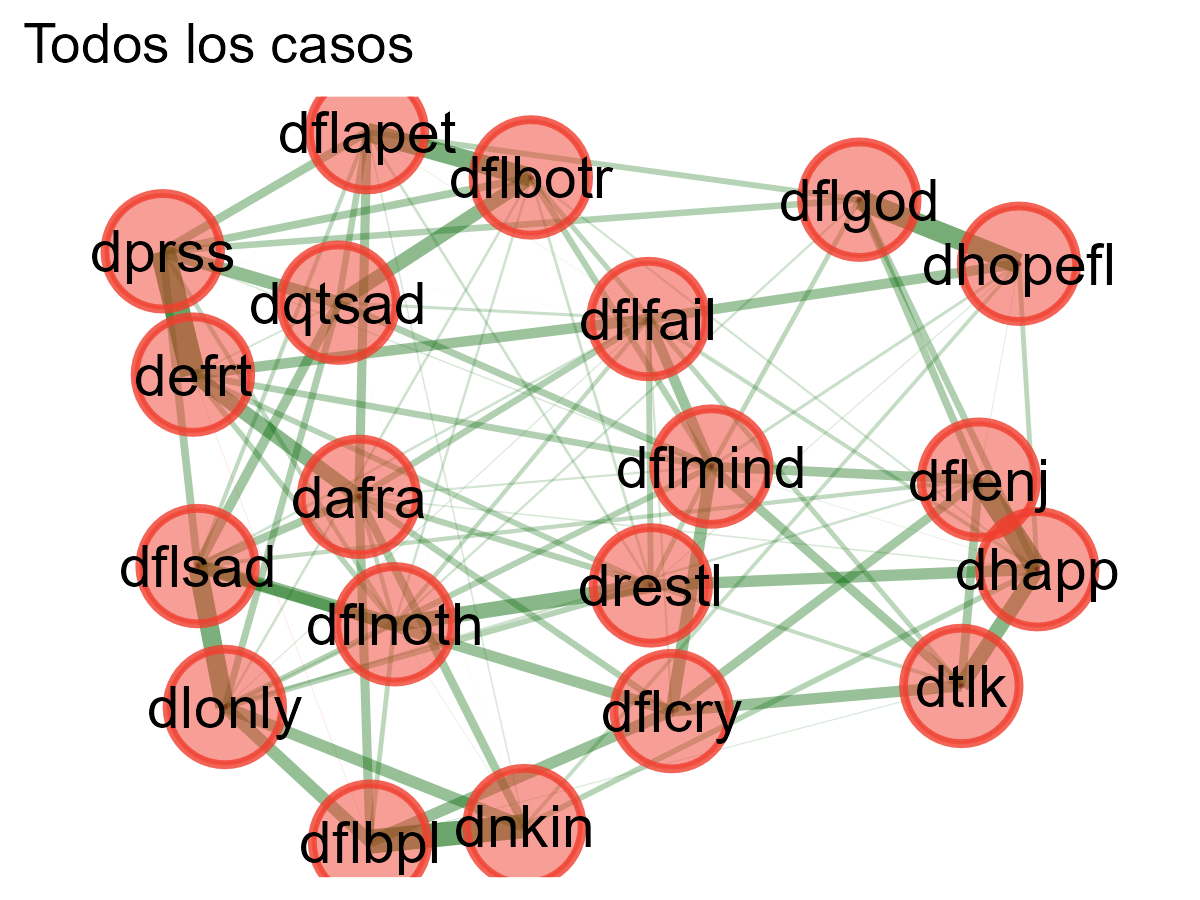 Todos los casos
dflapet
dflbotr
dflgod
dprss
dhopefl
dqtsad
dflfail
defrt
dflmind
dflenj
dafra
dflsad
dhapp
drestl
dflnoth
dtlk
dlonly
dflcry
dflbpl
dnkin